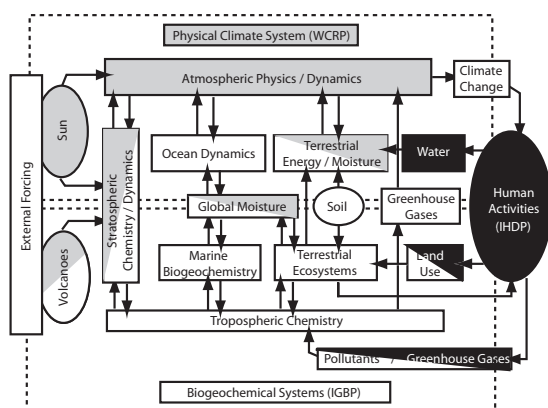 Physical Climate System (WCRP)
Atmospheric Physics / Dynamics
Climate
Change
External Forcing
Sun
Stratospheric
Chemistry / Dynamics
Ocean Dynamics
Terrestrial
Energy / Moisture
Water
Human
Activities
(IHDP)
Global Moisture
Soil
Greenhouse
Gases
Volcanoes
Marine
Biogeochemistry
Terrestrial
Ecosystems
Land
Use
Tropospheric Chemistry
Pollutants / Greenhouse Gases
Biogeochemical Systems (IGBP)